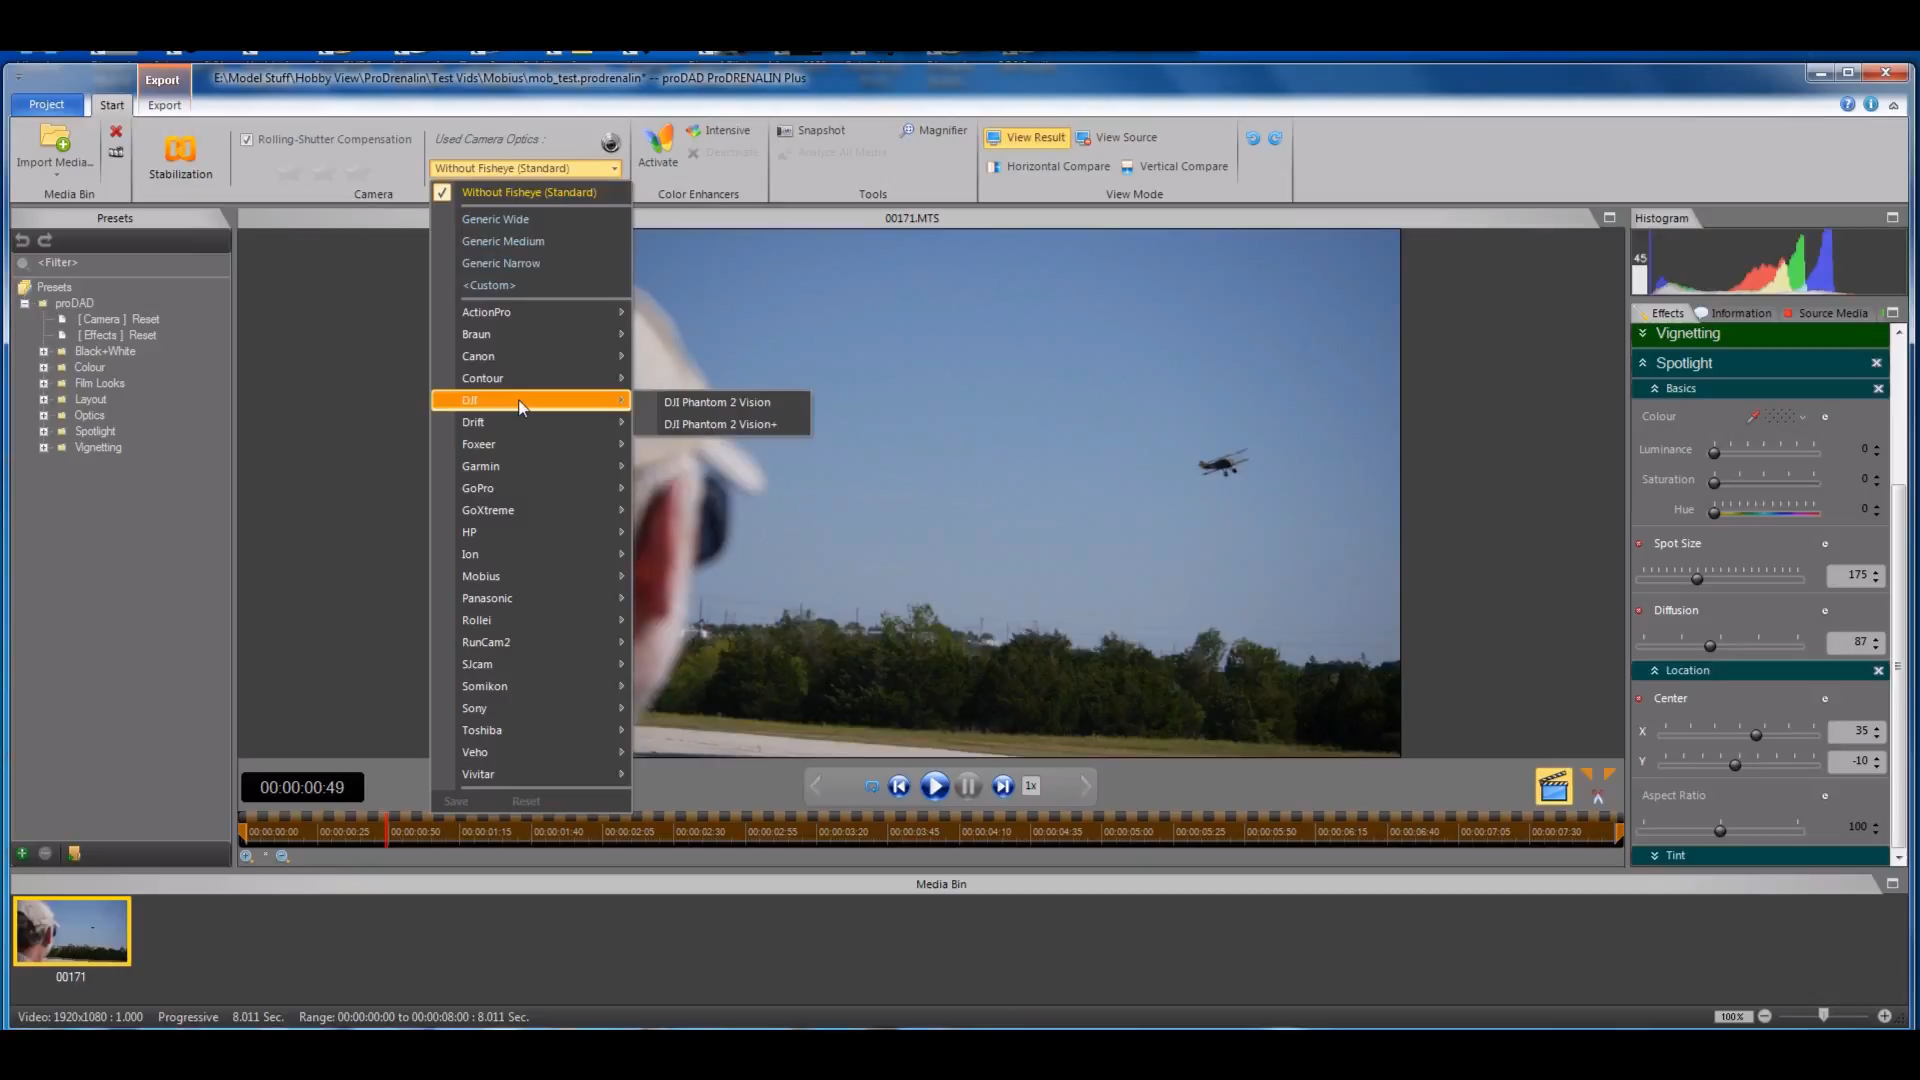 Export
E:\Model Stuff\Hobby View\ProDrenalin\Test Vids\Mobius\mob_test.prodrenalin* -- proDAD ProDRENALIN Plus
Project
Start
Export
Import Media...
Media Bin
Stabilization
Rolling-Shutter Compensation
Camera
Used Camera Optics :
Without Fisheye (Standard)
Activate
Intensive
Deactivate
Color Enhancers
Snapshot
Magnifier
Analyze All Media
Tools
View Result
View Source
Horizontal Compare
Vertical Compare
View Mode
Presets
<Filter>
Presets
proDAD
[ Camera ] Reset
[ Effects ] Reset
Black+White
Colour
Film Looks
Layout
Optics
Spotlight
Vignetting
Without Fisheye (Standard)
Generic Wide
Generic Medium
Generic Narrow
<Custom>
ActionPro
Braun
Canon
Contour
DJI
Drift
Foxeer
Garmin
GoPro
GoXtreme
HP
Ion
Mobius
Panasonic
Rollei
RunCam2
SJcam
Somikon
Sony
Toshiba
Veho
Vivitar
Save Reset
DJI Phantom 2 Vision
DJI Phantom 2 Vision+
00171.MTS
Histogram
45
Effects
Information
Source Media
Vignetting
Spotlight
Basics
Colour
Luminance 0
Saturation 0
Hue 0
Spot Size
175
Diffusion
87
Location
Center
X 35
Y -10
Aspect Ratio
100
Tint
00:00:00:49
1x
00:00:00:00 00:00:00:25 00:00:00:50 00:00:01:15 00:00:01:40 00:00:02:05 00:00:02:30 00:00:02:55 00:00:03:20 00:00:03:45 00:00:04:10 00:00:04:35 00:00:05:00 00:00:05:25 00:00:05:50 00:00:06:15 00:00:06:40 00:00:07:05 00:00:07:30
Media Bin
00171
Video: 1920x1080 : 1.000 Progressive 8.011 Sec. Range: 00:00:00:00 to 00:00:08:00 : 8.011 Sec.
100%